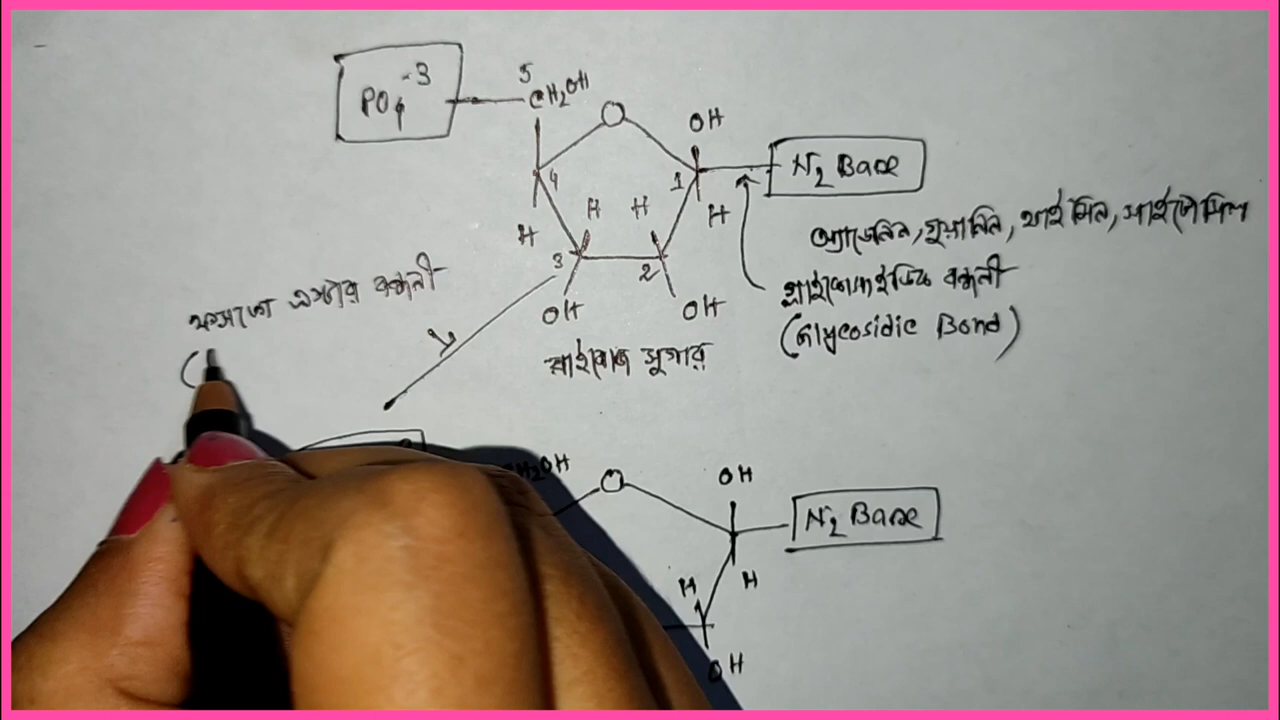 PO4 -3
5
CH2OH
O
OH
4
1
N2 Base
H H
H
H
অ্যাডেনিন, গুয়ানিন, থাইমিন, সাইটোসিন
3
2
OH
OH
ফসফো এস্টার বন্ধনী
গ্লাইকোসাইডিক বন্ধনী
(Glycosidic Bond)
রাইবোজ সুগার
(
H2OH
O
OH
N2 Base
H
H
OH